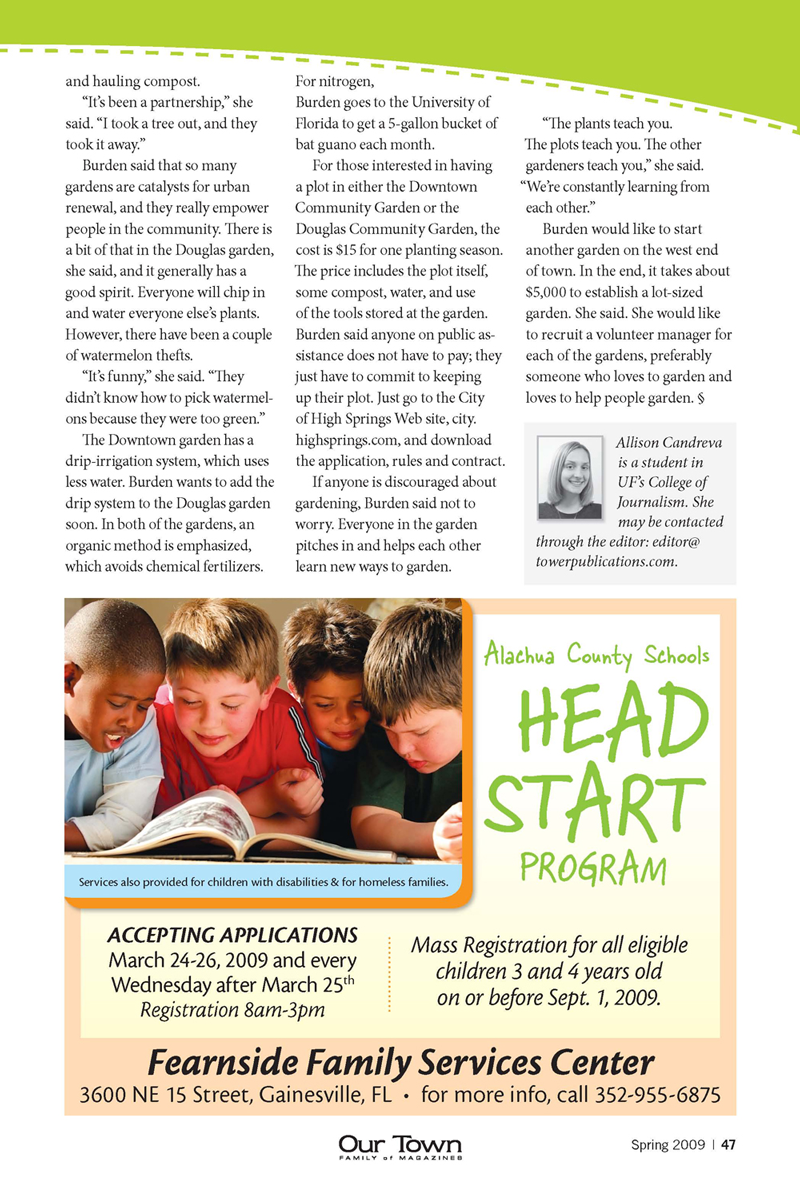 and hauling compost.
“It’s been a partnership,” she
said. “I took a tree out, and they
took it away.”
Burden said that so many
gardens are catalysts for urban
renewal, and they really empower
people in the community. There is
a bit of that in the Douglas garden,
she said, and it generally has a
good spirit. Everyone will chip in
and water everyone else’s plants.
However, there have been a couple
of watermelon thefts.
“It’s funny,” she said. “They
didn’t know how to pick watermel-
ons because they were too green.”
The Downtown garden has a
drip-irrigation system, which uses
less water. Burden wants to add the
drip system to the Douglas garden
soon. In both of the gardens, an
organic method is emphasized,
which avoids chemical fertilizers.
For nitrogen,
Burden goes to the University of
Florida to get a 5-gallon bucket of
bat guano each month.
For those interested in having
a plot in either the Downtown
Community Garden or the
Douglas Community Garden, the
cost is $15 for one planting season.
The price includes the plot itself,
some compost, water, and use
of the tools stored at the garden.
Burden said anyone on public as-
sistance does not have to pay; they
just have to commit to keeping
up their plot. Just go to the City
of High Springs Web site, city.
highsprings.com, and download
the application, rules and contract.
If anyone is discouraged about
gardening, Burden said not to
worry. Everyone in the garden
pitches in and helps each other
learn new ways to garden.
“The plants teach you.
The plots teach you. The other
gardeners teach you,” she said.
“We’re constantly learning from
each other.”
Burden would like to start
another garden on the west end
of town. In the end, it takes about
$5,000 to establish a lot-sized
garden. She said. She would like
to recruit a volunteer manager for
each of the gardens, preferably
someone who loves to garden and
loves to help people garden. §
Allison Candreva
is a student in
UF’s College of
Journalism. She
may be contacted
through the editor: editor@
towerpublications.com.
Alachua County Schools
HEAD
START
PROGRAM
Services also provided for children with disabilities & for homeless families.
ACCEPTING APPLICATIONS
March 24-26, 2009 and every
Wednesday after March 25th
Registration 8am-3pm
Mass Registration for all eligible
children 3 and 4 years old
on or before Sept. 1, 2009.
Fearnside Family Services Center
3600 NE 15 Street, Gainesville, FL • for more info, call 352-955-6875
Our Town
FAMILY of MAGAZINES
Spring 2009 | 47